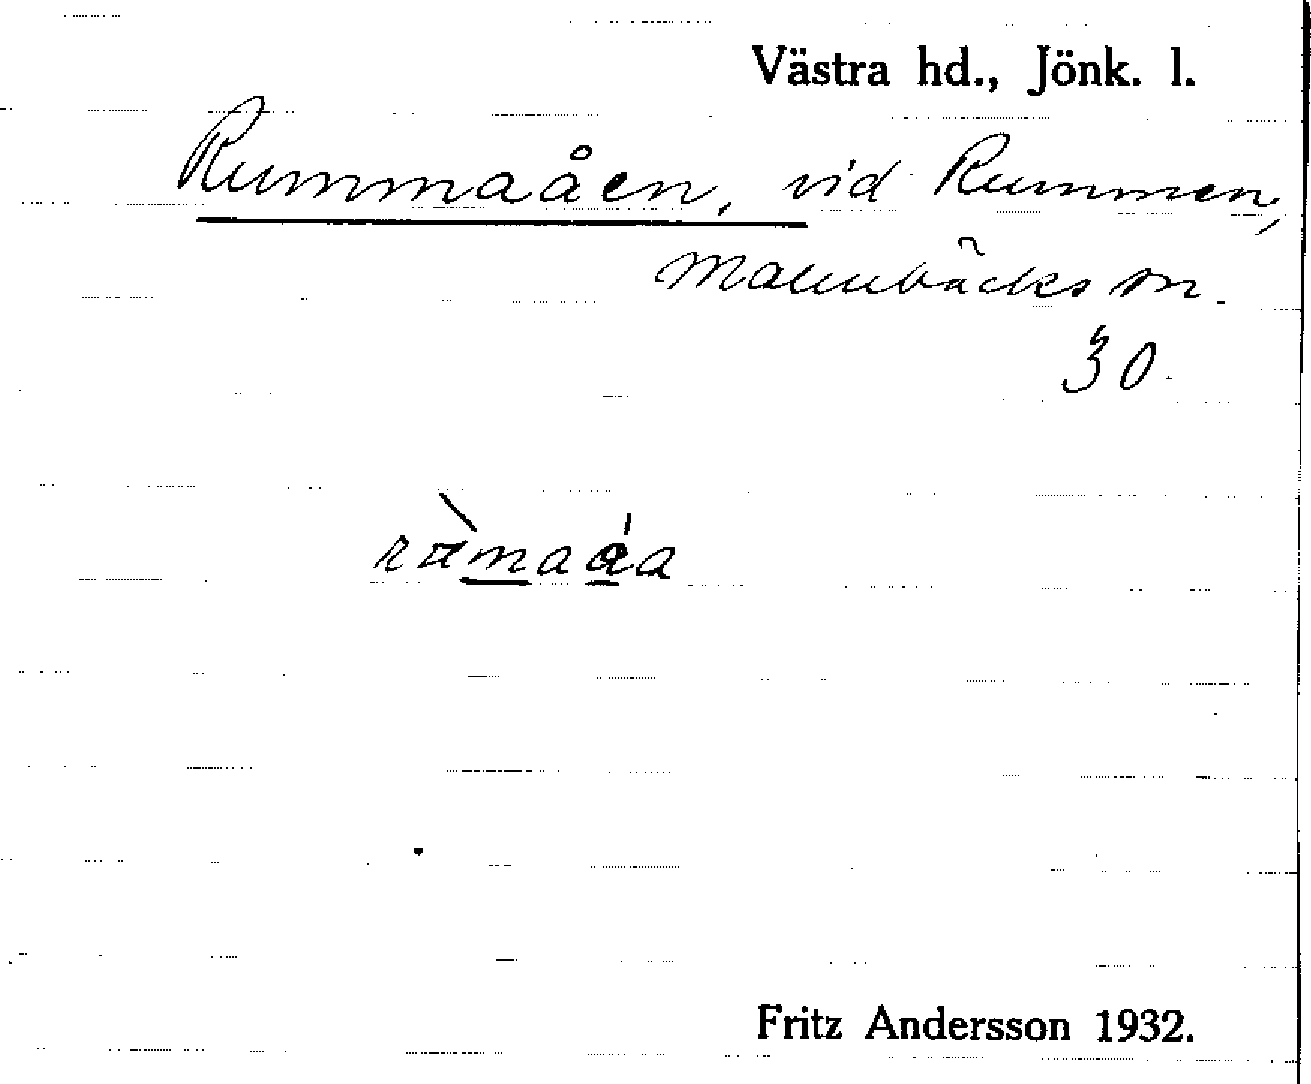 Västra hd., Jönk. l.
Rummaåen, vid Rummen,
Malmbäcks sn.
30.
Fritz Andersson 1932.